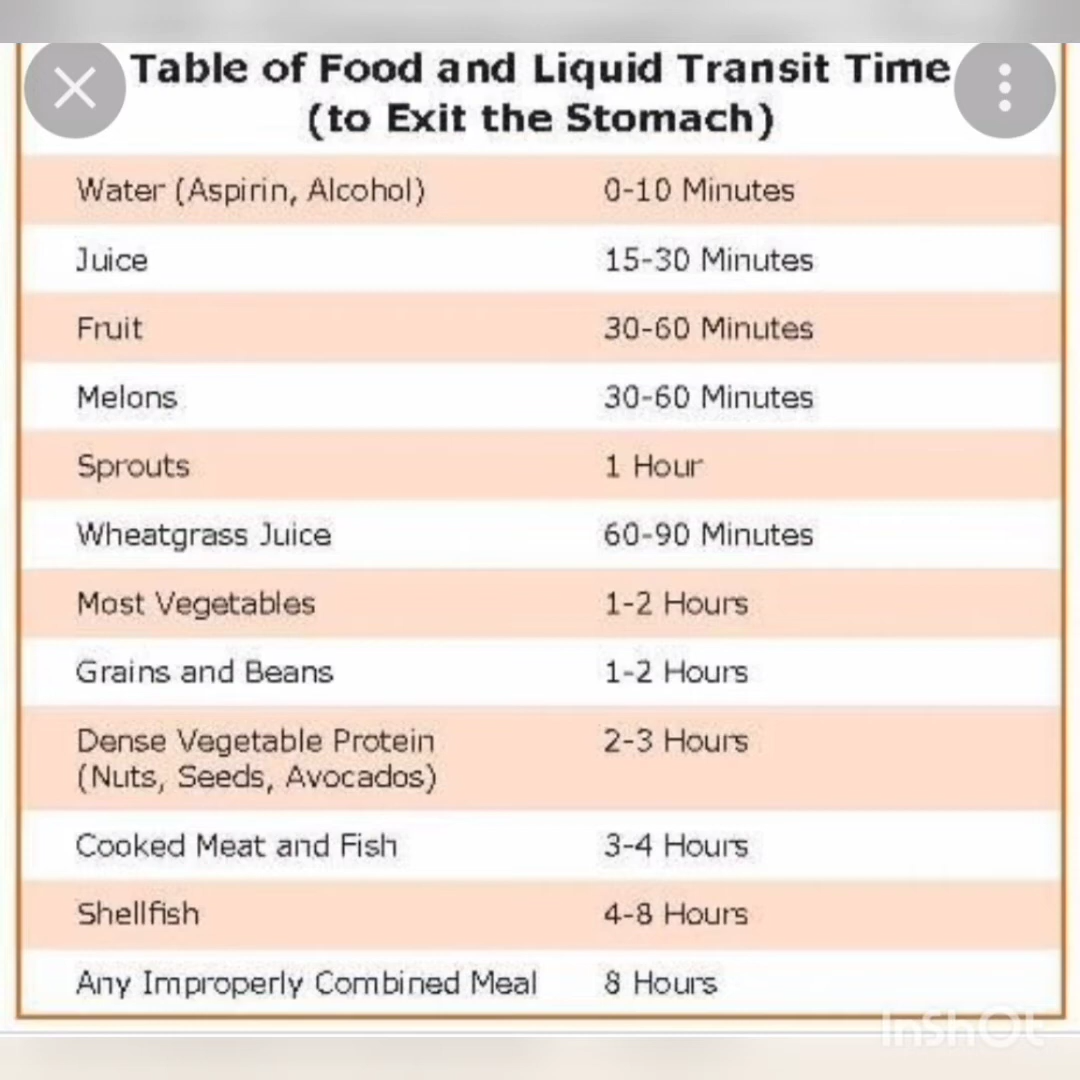 Table of Food and Liquid Transit Time
(to Exit the Stomach)
Water (Aspirin, Alcohol) 0-10 Minutes
Juice 15-30 Minutes
Fruit 30-60 Minutes
Melons 30-60 Minutes
Sprouts 1 Hour
Wheatgrass Juice 60-90 Minutes
Most Vegetables 1-2 Hours
Grains and Beans 1-2 Hours
Dense Vegetable Protein 2-3 Hours
(Nuts, Seeds, Avocados)
Cooked Meat and Fish 3-4 Hours
Shellfish 4-8 Hours
Any Improperly Combined Meal 8 Hours
InShOt